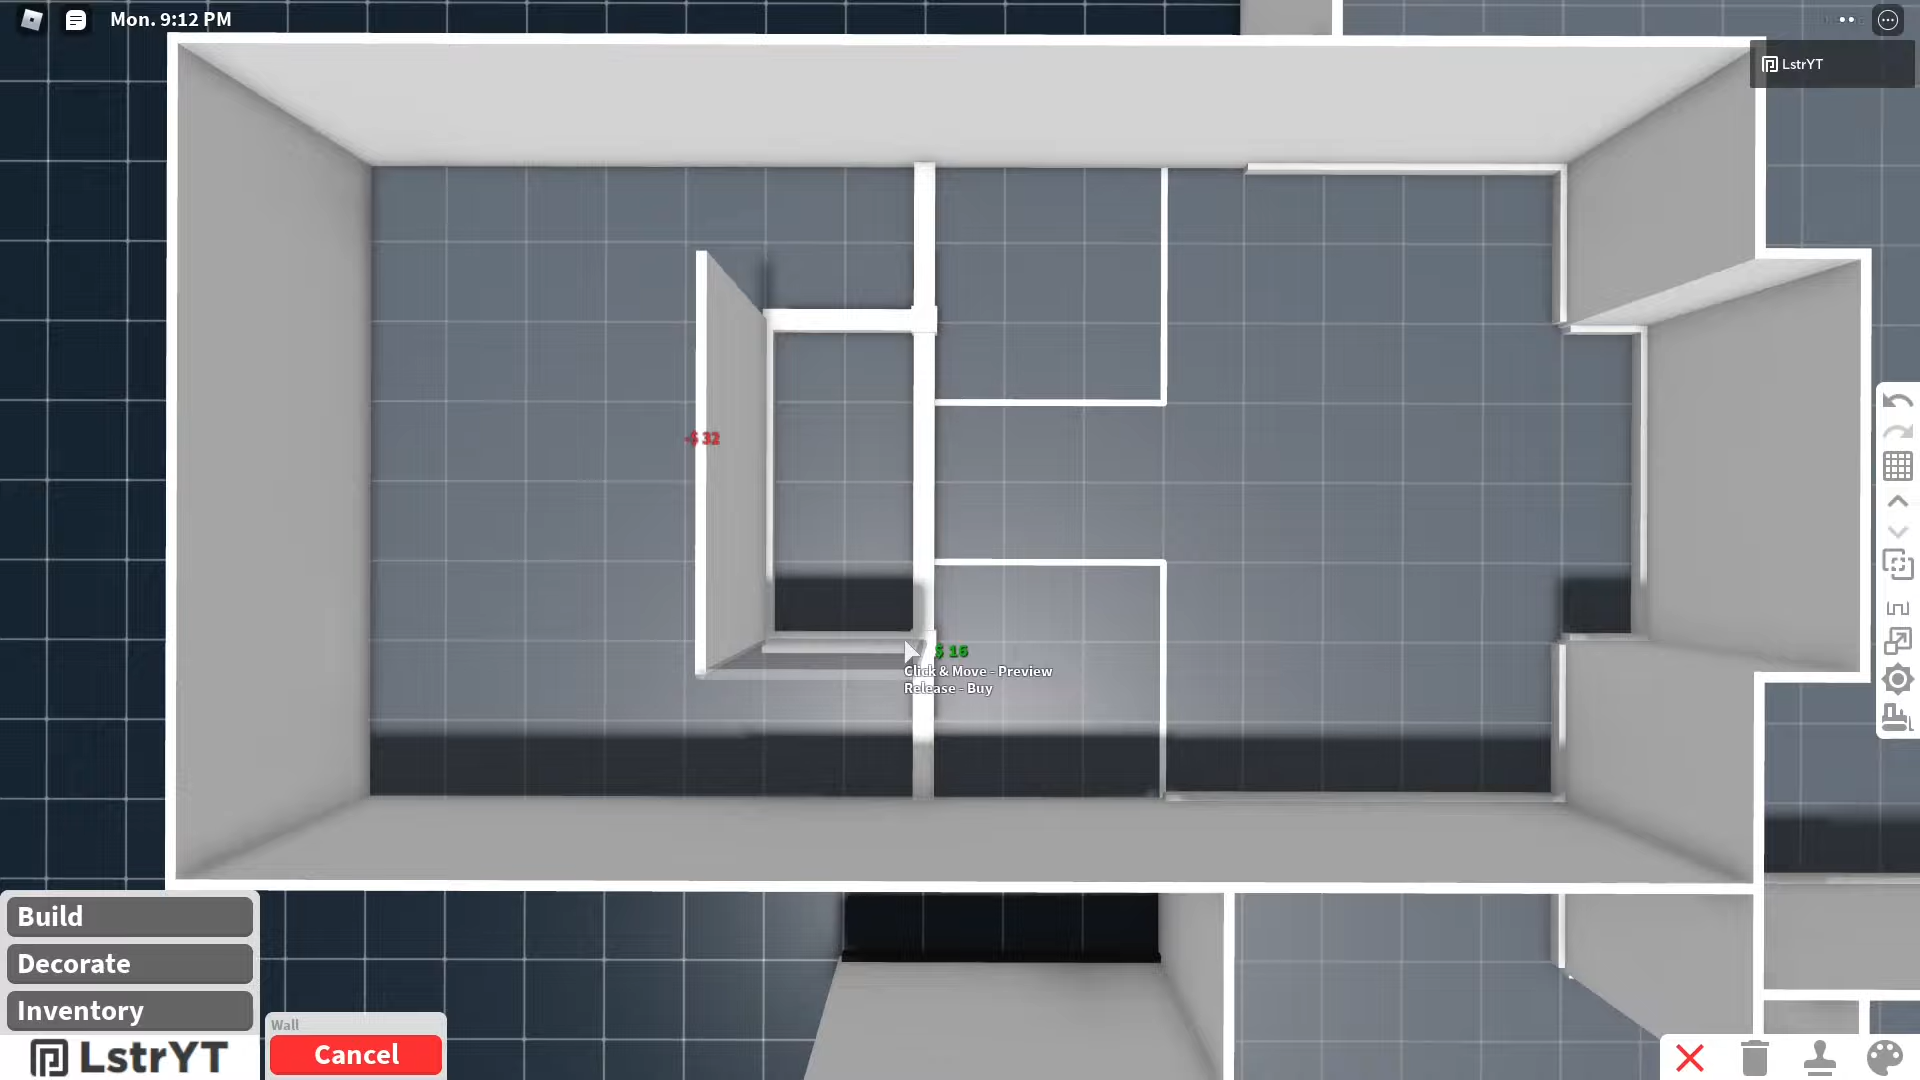 Mon. 9:12 PM
LstrYT
-$ 32
$ 16
Click & Move - Preview
Release - Buy
Build
Decorate
Inventory
LstrYT
Wall
Cancel